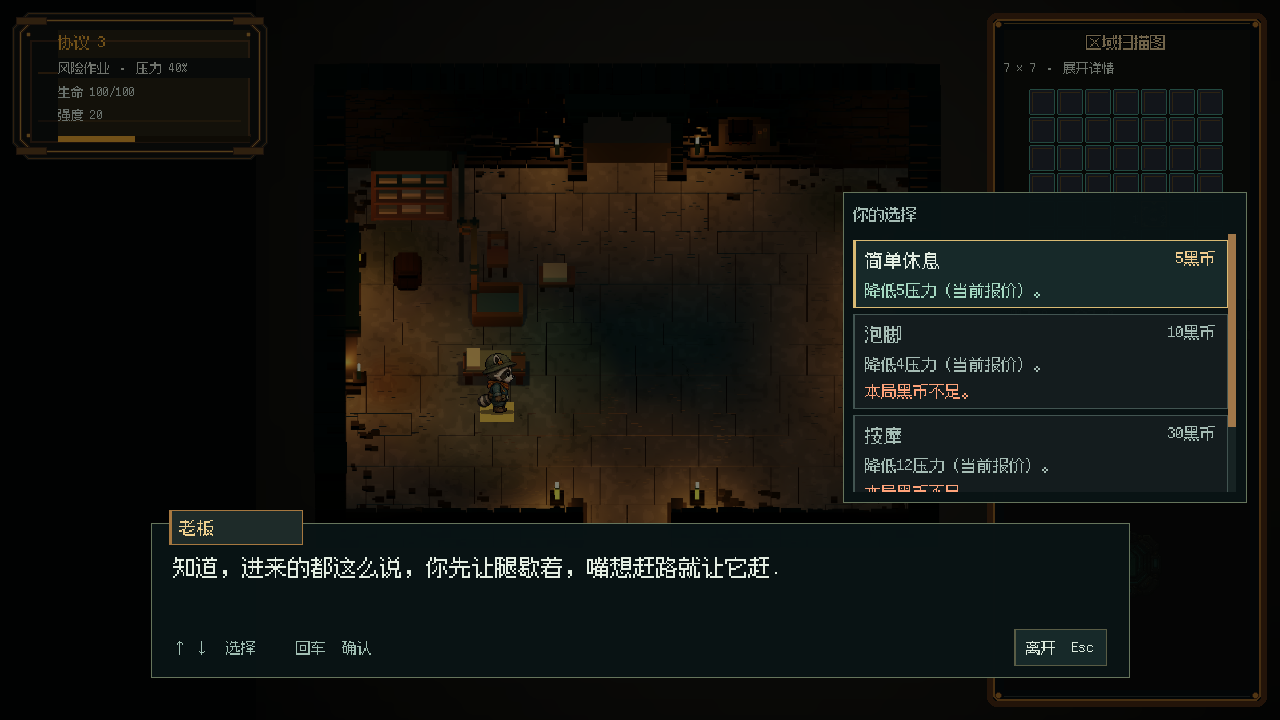 协议 3
风险作业 · 压力 40%
生命 100/100
强度 20
区域扫描图
7 × 7 · 展开详情
你的选择
简单休息 5黑币
降低5压力（当前报价）。
泡脚 10黑币
降低4压力（当前报价）。
本局黑币不足。
按摩 30黑币
降低12压力（当前报价）。
本局黑币不足
老板
知道，进来的都这么说，你先让腿歇着，嘴想赶路就让它赶.
↑ ↓ 选择 回车 确认
离开 Esc